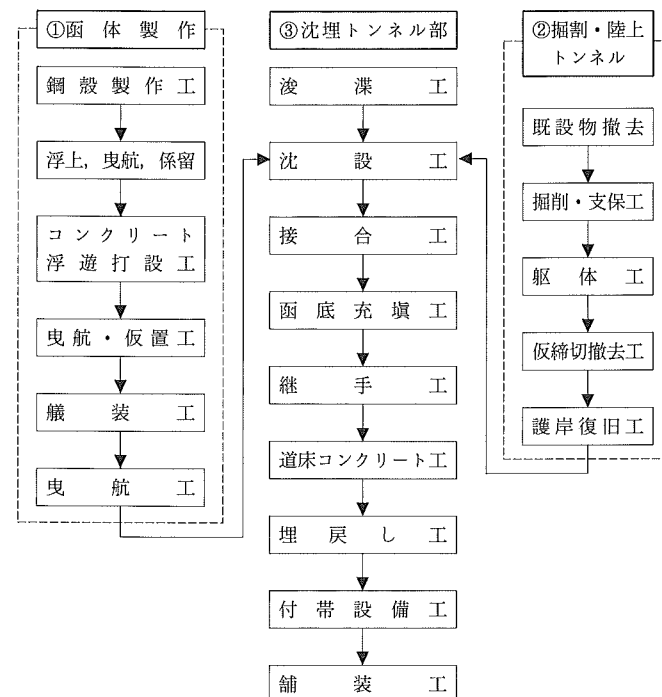 ①函体製作
鋼殻製作工
浮上，曳航，係留
コンクリート
浮遊打設工
曳航・仮置工
艤装工
曳航工
③沈埋トンネル部
浚渫工
沈設工
接合工
函底充塡工
継手工
道床コンクリート工
埋戻し工
付帯設備工
舗装工
②掘割・陸上
トンネル
既設物撤去
掘削・支保工
躯体工
仮締切撤去工
護岸復旧工